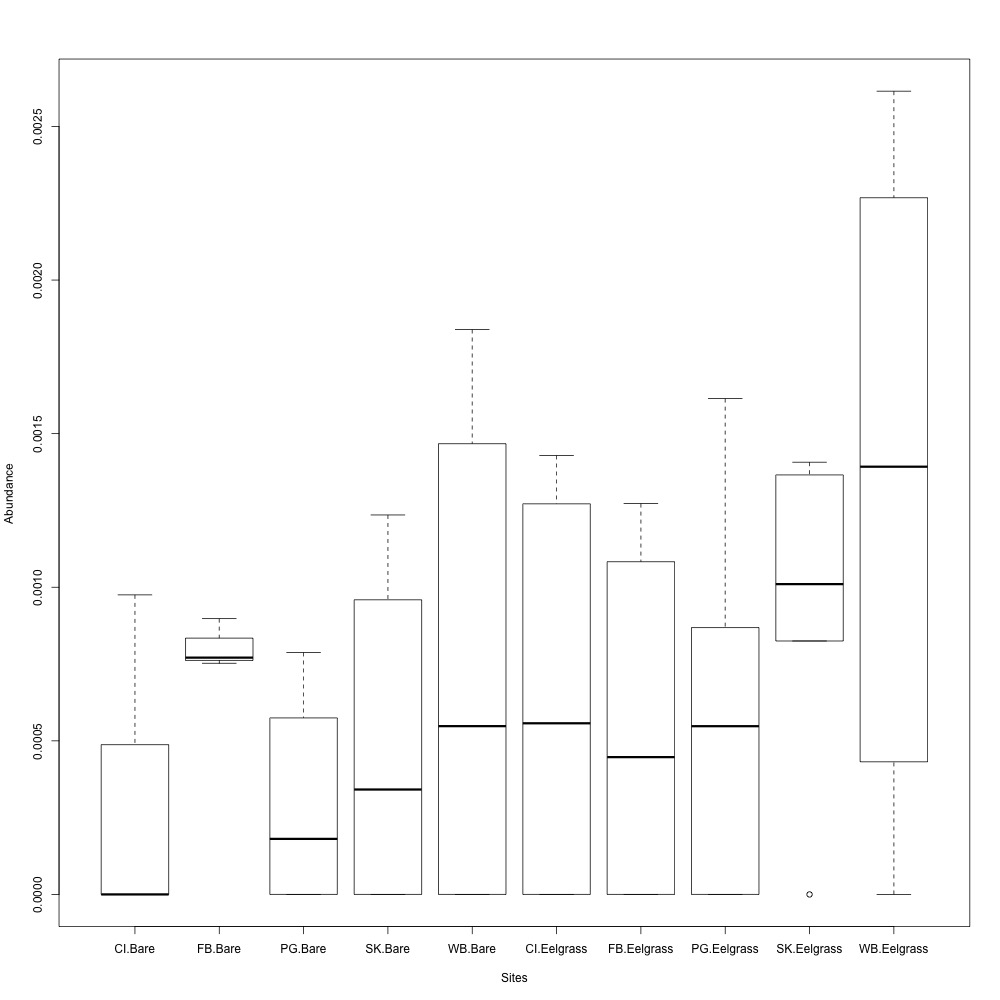 0.0025
0.0020
0.0015
0.0010
0.0005
0.0000
Abundance
CI.Bare FB.Bare PG.Bare SK.Bare WB.Bare CI.Eelgrass FB.Eelgrass PG.Eelgrass SK.Eelgrass WB.Eelgrass
Sites